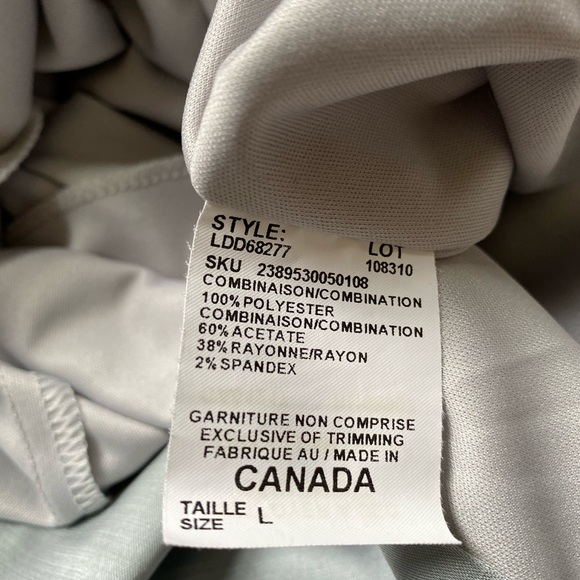 STYLE:
LDD68277 LOT
SKU 2389530050108 108310
COMBINAISON/COMBINATION
100% POLYESTER
COMBINAISON/COMBINATION
60% ACETATE
38% RAYONNE/RAYON
2% SPANDEX
GARNITURE NON COMPRISE
EXCLUSIVE OF TRIMMING
FABRIQUE AU / MADE IN
CANADA
TAILLE
SIZE L